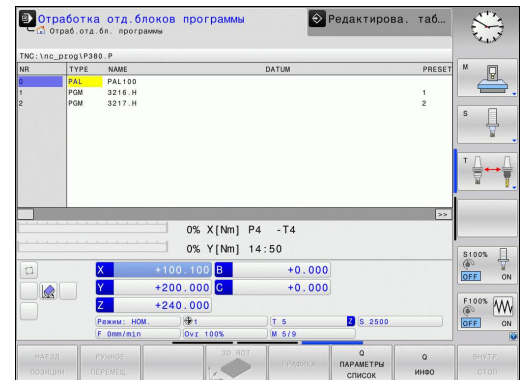 Отработка отд.блоков программы
Отраб.отд.бл. программы
Редактирова. таб…
TNC:\nc_prog\P380.P
NR TYPE NAME DATUM PRESET
0 PAL PAL100
1 PGM 3216.H 1
2 PGM 3217.H 2
>>
M
S
T
0% X[Nm] P4 -T4
0% Y[Nm] 14:50
X +100.100 B +0.000
Y +200.000 C +0.000
Z +240.000
Режим: НОМ. 1 T 5 Z S 2500
F 0mm/min Ovr 100% M 5/9
S100%
OFF ON
F100%
OFF ON
НАЕЗД ПОЗИЦИИ
РУЧНОЕ ПЕРЕМЕЩ.
3D ROT
ГРАФИКА
Q ПАРАМЕТРЫ СПИСОК
Q ИНФО
ВНУТР. СТОП